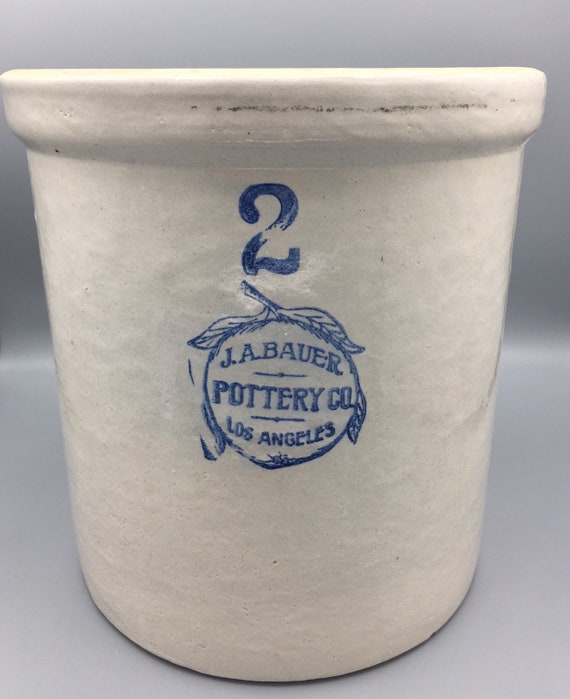 2
J.A.BAUER
POTTERY CO
LOS ANGELES